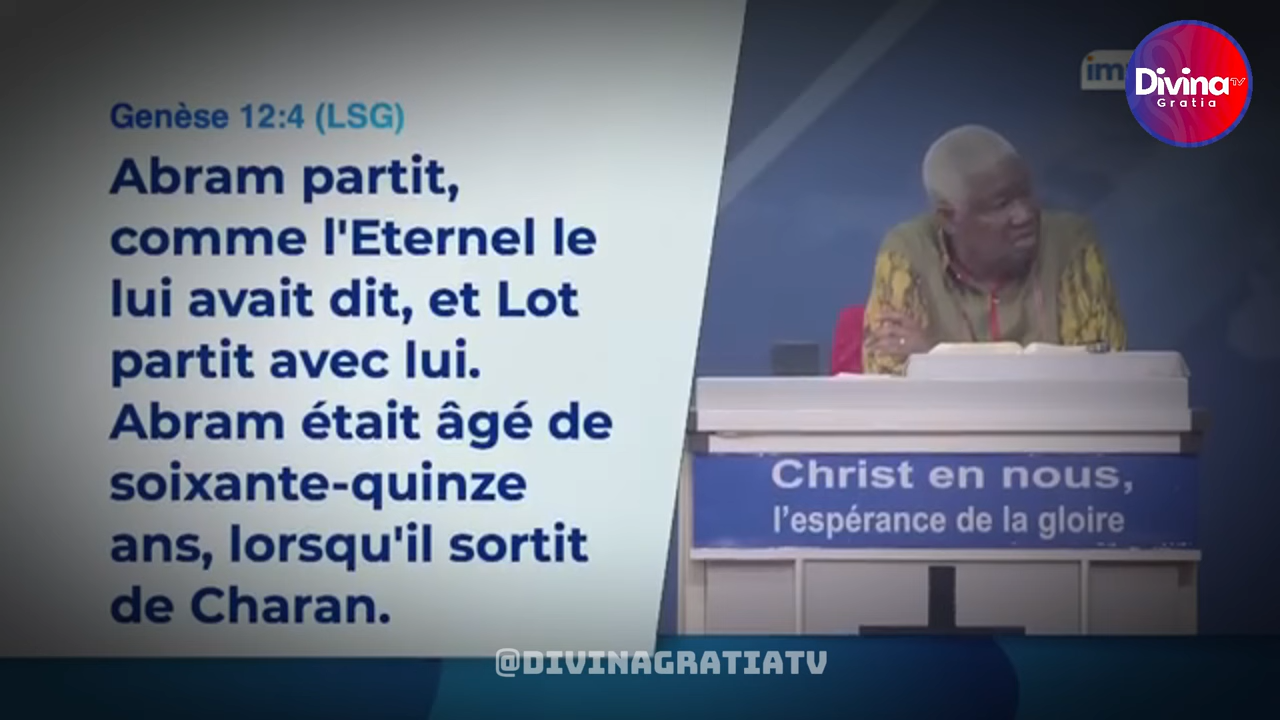 Genèse 12:4 (LSG)
Abram partit,
comme l'Eternel le
lui avait dit, et Lot
partit avec lui.
Abram était âgé de
soixante-quinze
ans, lorsqu'il sortit
de Charan.
Divina TV
Gratia
Christ en nous,
l'espérance de la gloire
@DIVINAGRATIATV